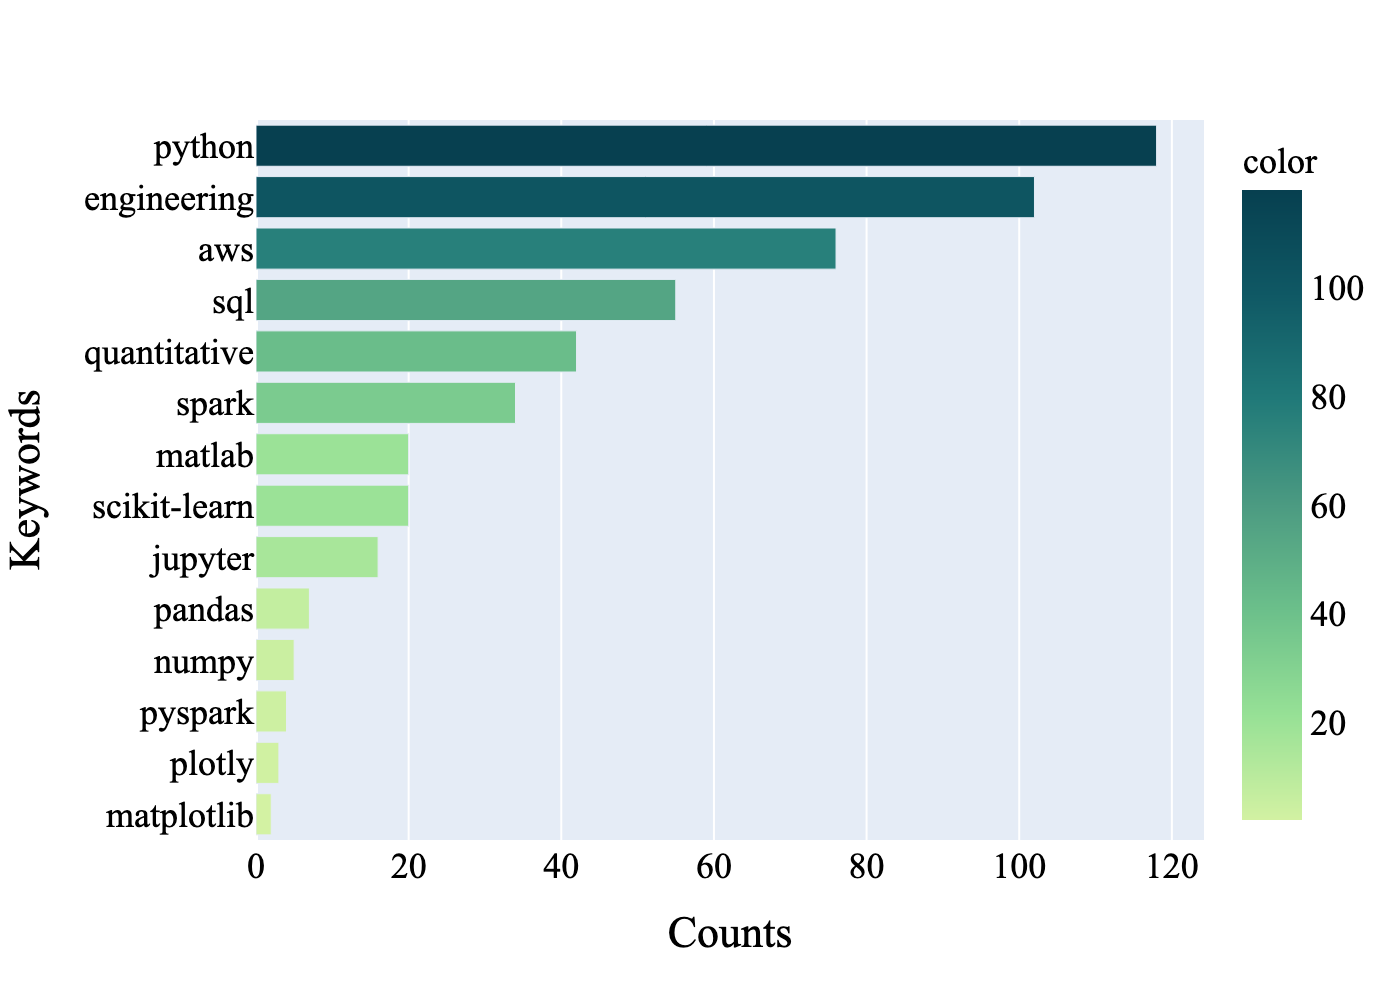 python
engineering
aws
sql
quantitative
spark
matlab
scikit-learn
jupyter
pandas
numpy
pyspark
plotly
matplotlib
Keywords
0 20 40 60 80 100 120
Counts
color
100
80
60
40
20